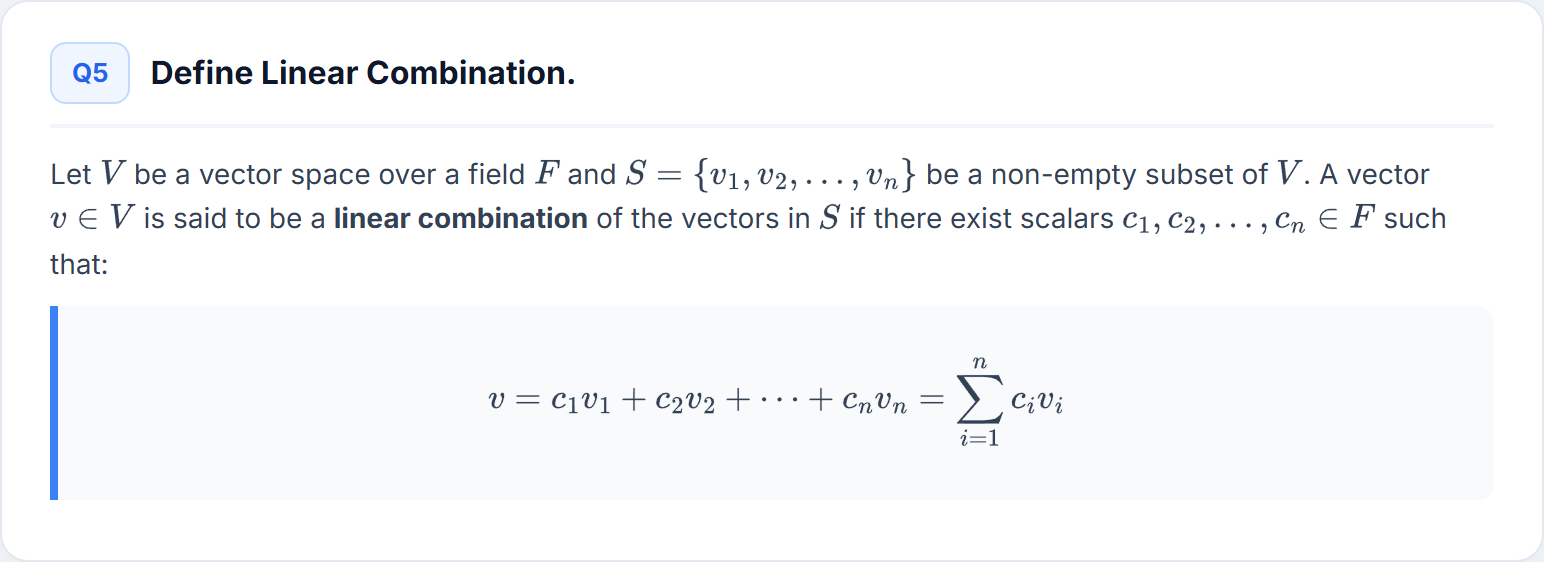 Q5 Define Linear Combination.
Let V be a vector space over a field F and S = {v₁, v₂, . . . , vₙ} be a non-empty subset of V. A vector
v ∈ V is said to be a linear combination of the vectors in S if there exist scalars c₁, c₂, . . . , cₙ ∈ F such
that:
v = c₁v₁ + c₂v₂ + ⋯ + cₙvₙ = ∑ⁿᵢ₌₁ cᵢvᵢ